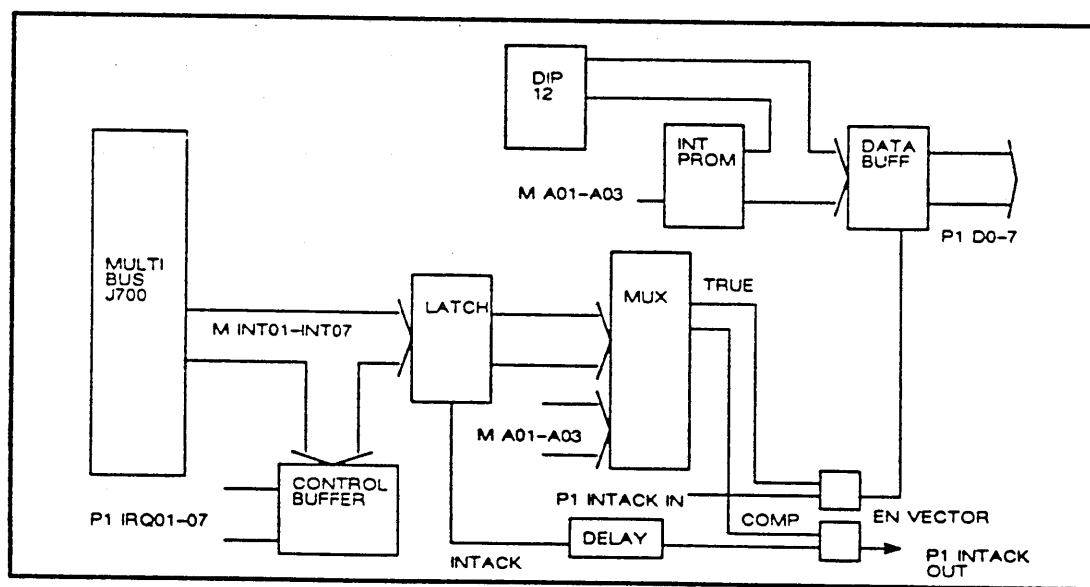 DIP
12
INT
PROM
DATA
BUFF
M A01-A03
P1 D0-7
MULTI
BUS
J700
LATCH
MUX
TRUE
M INT01-INT07
M A01-A03
CONTROL
BUFFER
P1 IRQ01-07
P1 INTACK IN
COMP
EN VECTOR
DELAY
INTACK
P1 INTACK
OUT